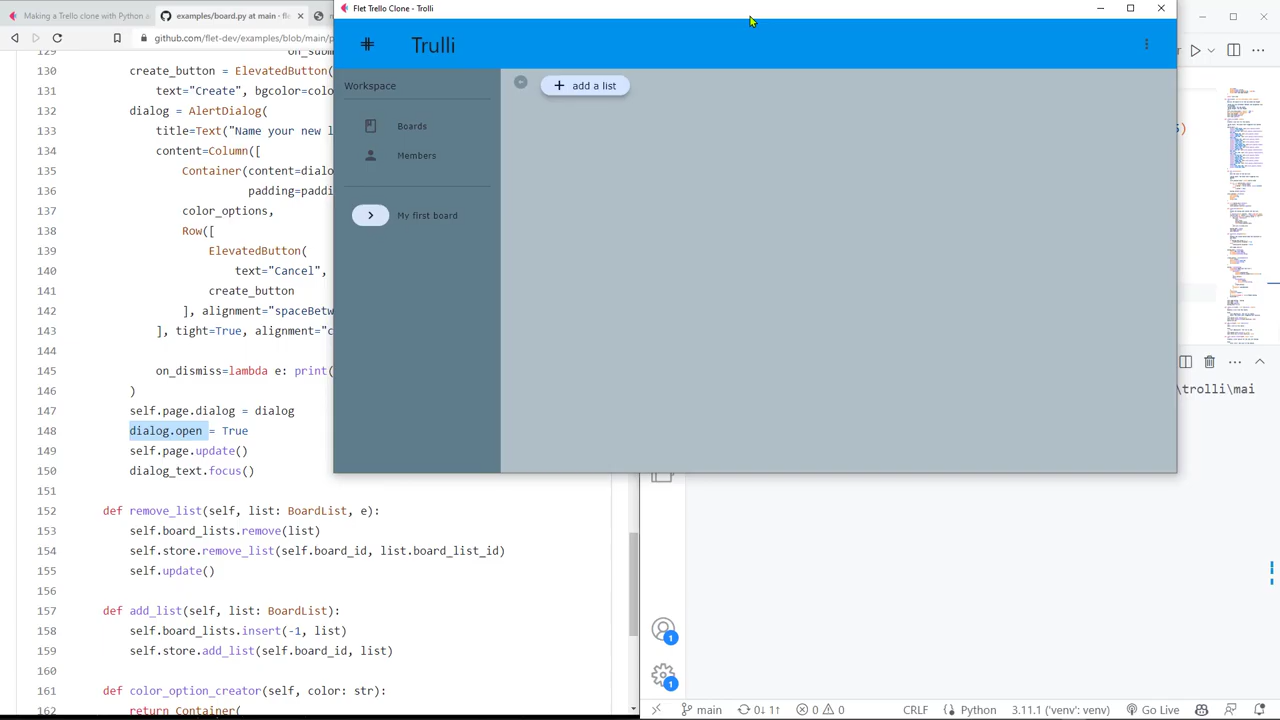 Making a Trello clone with Python a
examples/board.py at main · f
Flet Trello Clone - Trolli
github.com/flet-dev/examples/blob/main/p
Trulli
Workspace
add a list
Boards
Members
My first board
129 on_subm
130 create_button = ElevatedButton(
131 text="Create", bgcolor=colo
132 dialog = AlertDialog(
133 title=Text("Name your new l
134 content=Column([
135
136 padding=paddi
137 color_options,
138 Row([
139 ElevatedButton(
140 text="cancel",
141 create_but
142
143 ], tight=True, alignment="c
144
145 on_dismiss=lambda e: print(
146 )
147 self.page.dialog = dialog
148 dialog.open = True
149 self.page.update()
150 dialog_text.focus()
151
152 def remove_list(self, list: BoardList, e):
153 self.board_lists.remove(list)
154 self.store.remove_list(self.board_id, list.board_list_id)
155 self.update()
156
157 def add_list(self, list: BoardList):
158 self.board_lists.insert(-1, list)
159 self.store.add_list(self.board_id, list)
160
161 def color_option_creator(self, color: str):
162 return Container(
\trolli\mai
1
1
main 0↓ 1↑ 0 0 CRLF Python 3.11.1 ('venv': venv) Go Live